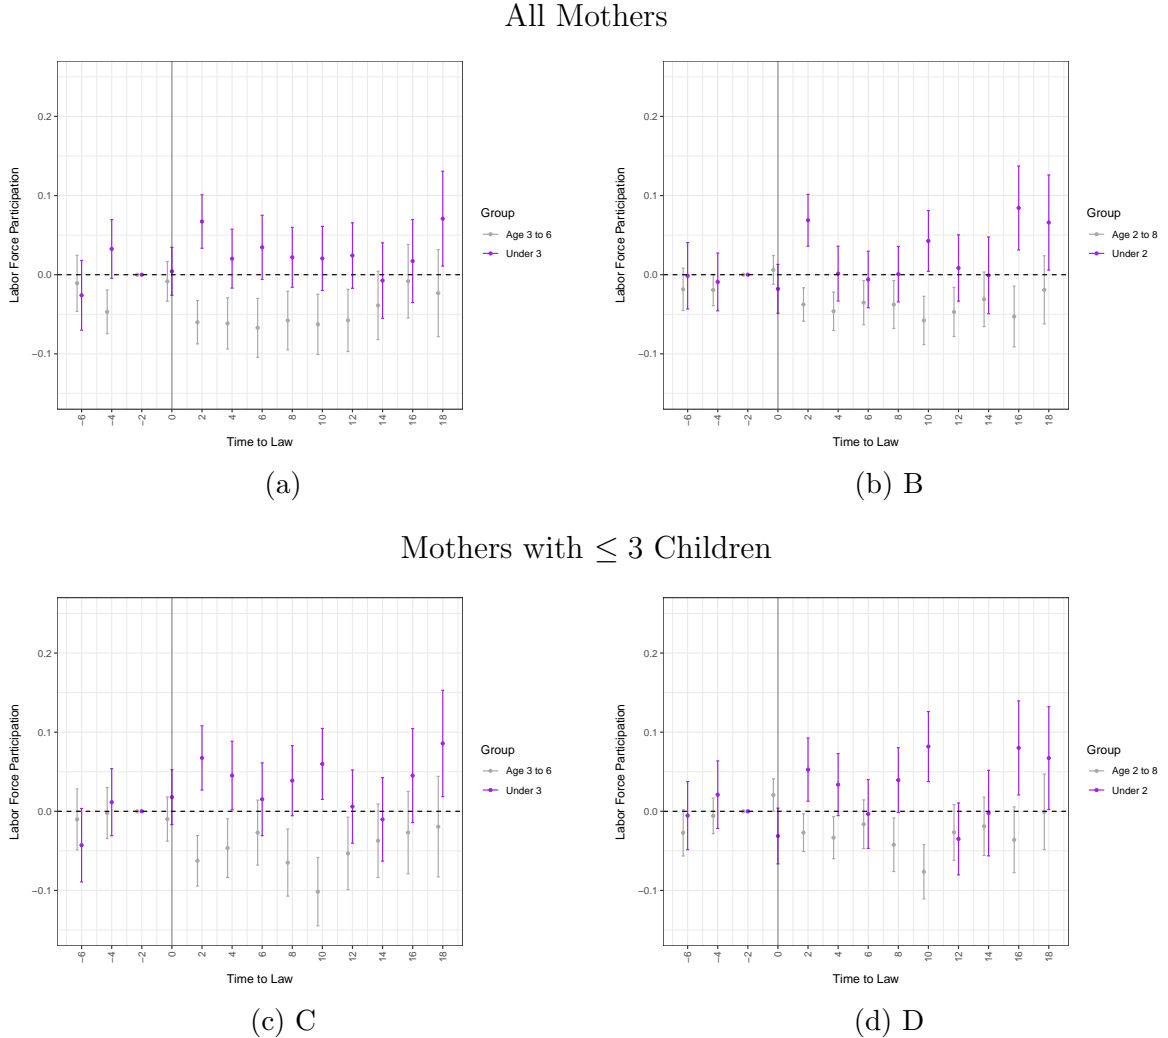 All Mothers
Labor Force Participation
0.2
0.1
0.0
−0.1
−6 −4 −2 0 2 4 6 8 10 12 14 16 18
Time to Law
Group
Age 3 to 6
Under 3
(a)
Labor Force Participation
0.2
0.1
0.0
−0.1
−6 −4 −2 0 2 4 6 8 10 12 14 16 18
Time to Law
Group
Age 2 to 8
Under 2
(b) B
Mothers with ≤ 3 Children
Labor Force Participation
0.2
0.1
0.0
−0.1
−6 −4 −2 0 2 4 6 8 10 12 14 16 18
Time to Law
Group
Age 3 to 6
Under 3
(c) C
Labor Force Participation
0.2
0.1
0.0
−0.1
−6 −4 −2 0 2 4 6 8 10 12 14 16 18
Time to Law
Group
Age 2 to 8
Under 2
(d) D